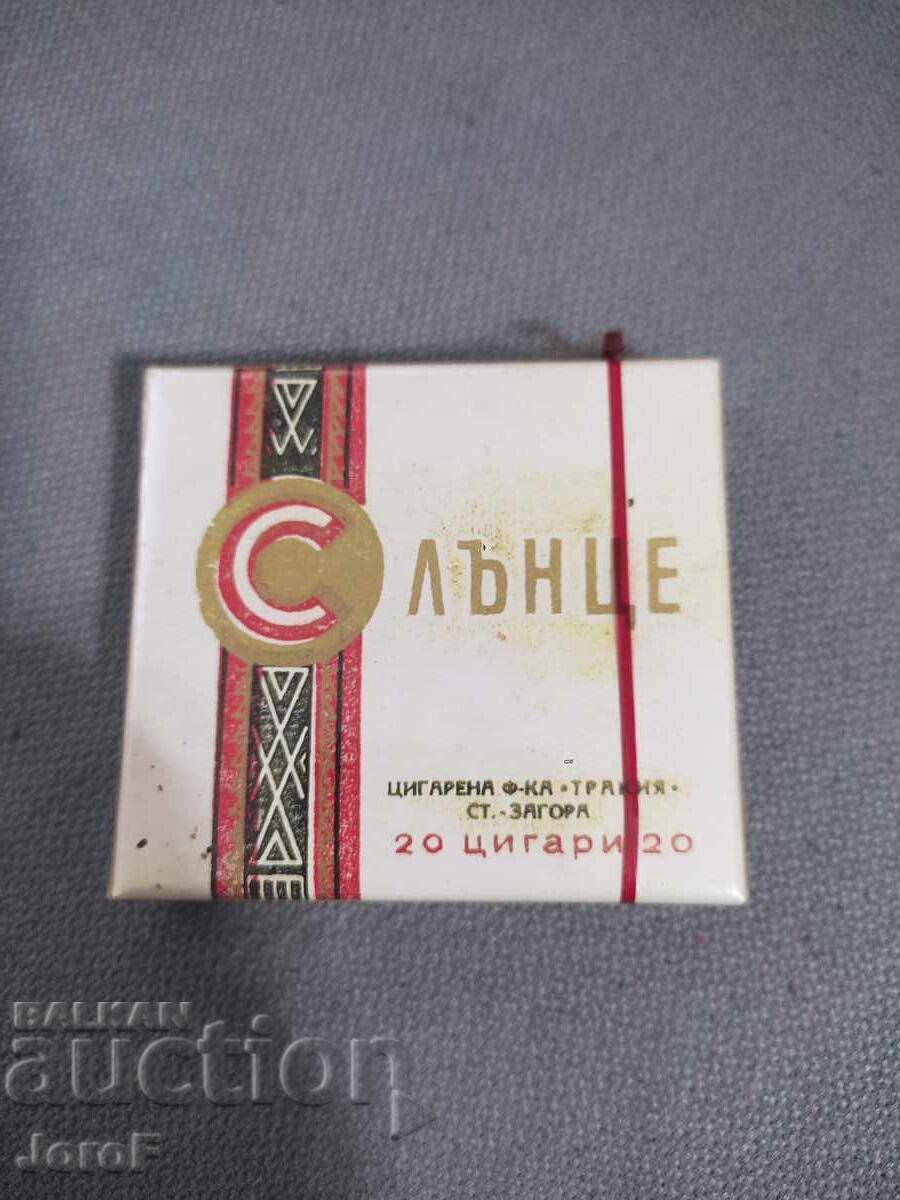 СЛЪНЦЕ
ЦИГАРЕНА Ф-КА •ТРАКИЯ•
СТ.-ЗАГОРА
20 ЦИГАРИ 20
BALKAN
auction
JoroF